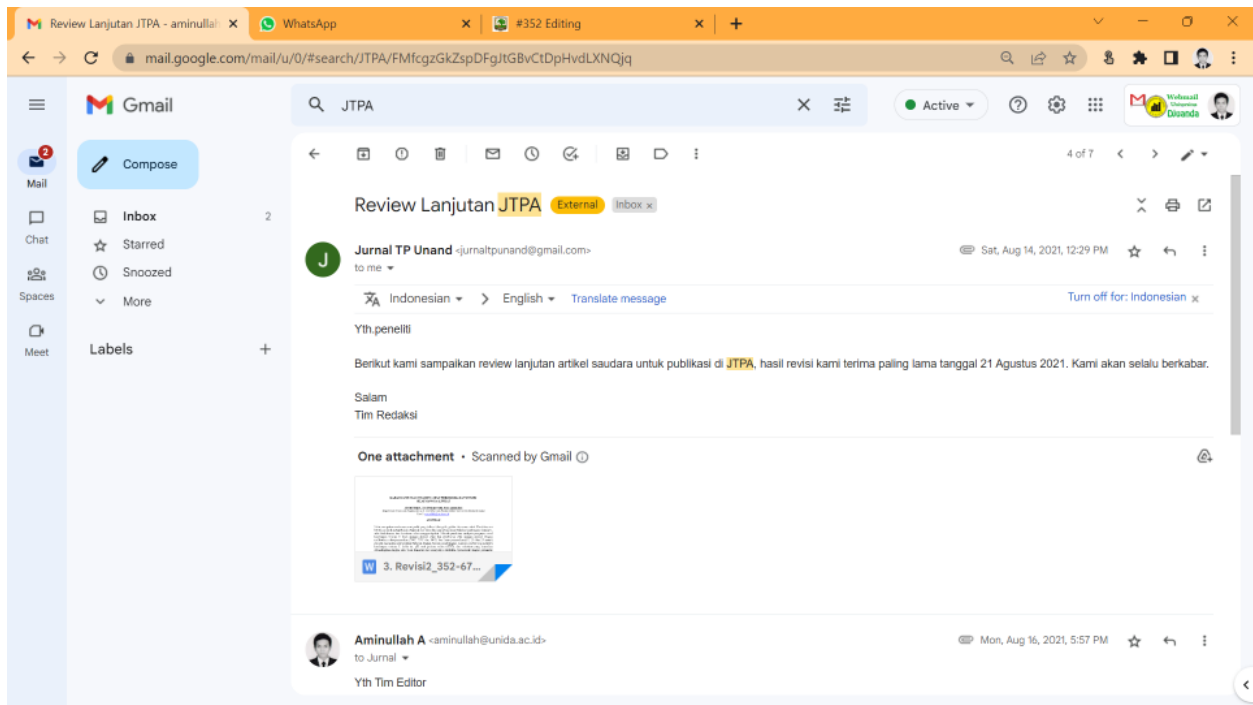 Review Lanjutan JTPA - aminullah
WhatsApp
#352 Editing
mail.google.com/mail/u/0/#search/JTPA/FMfcgzGkZspDFgJtGBvCtDpHvdLXNQjq
Gmail
JTPA
Active
Webmail
Universitas
Djuanda
2
Mail
Chat
Spaces
Meet
Compose
Inbox 2
Starred
Snoozed
More
Labels
4 of 7
Review Lanjutan JTPA External Inbox x
J
Jurnal TP Unand <jurnaltpunand@gmail.com> Sat, Aug 14, 2021, 12:29 PM
to me
Indonesian > English Translate message Turn off for: Indonesian x
Yth.peneliti
Berikut kami sampaikan review lanjutan artikel saudara untuk publikasi di JTPA, hasil revisi kami terima paling lama tanggal 21 Agustus 2021. Kami akan selalu berkabar.
Salam
Tim Redaksi
One attachment • Scanned by Gmail
W 3. Revisi2_352-67...
Aminullah A <aminullah@unida.ac.id> Mon, Aug 16, 2021, 5:57 PM
to Jurnal
Yth Tim Editor